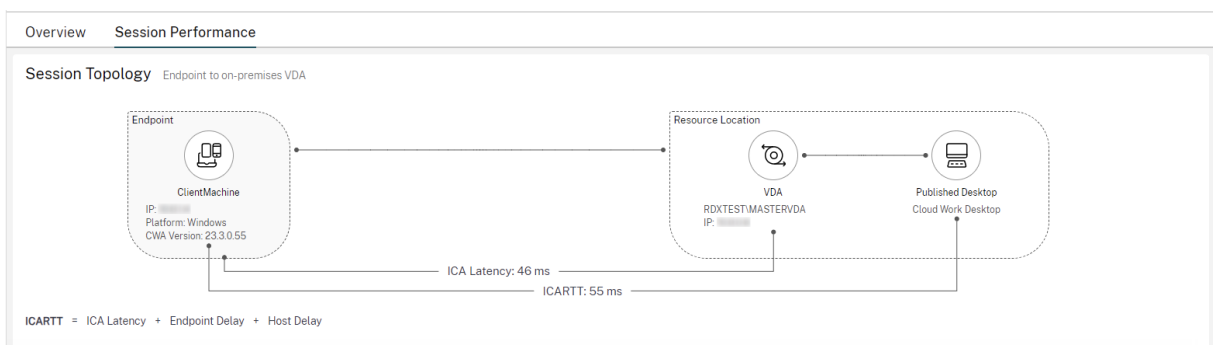 Overview Session Performance
Session Topology Endpoint to on-premises VDA
Endpoint
ClientMachine
IP:
Platform: Windows
CWA Version: 23.3.0.55
Resource Location
VDA
RDXTEST\MASTERVDA
IP:
Published Desktop
Cloud Work Desktop
ICA Latency: 46 ms
ICARTT: 55 ms
ICARTT = ICA Latency + Endpoint Delay + Host Delay